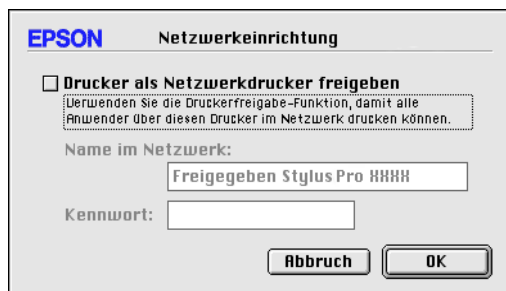 EPSON Netzwerkeinrichtung
Drucker als Netzwerkdrucker freigeben
Verwenden Sie die Druckerfreigabe-Funktion, damit alle
Anwender über diesen Drucker im Netzwerk drucken können.
Name im Netzwerk:
Freigegeben Stylus Pro XXXX
Kennwort:
Abbruch OK